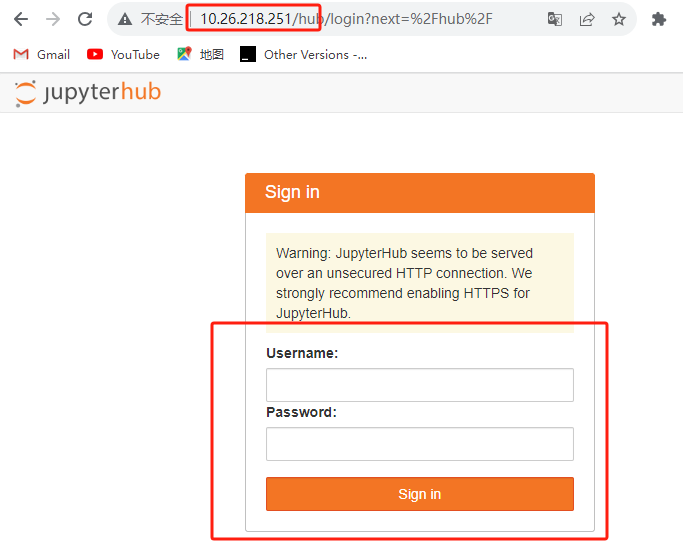 不安全 10.26.218.251/hub/login?next=%2Fhub%2F
Gmail YouTube 地图 Other Versions -...
jupyterhub
Sign in
Warning: JupyterHub seems to be served
over an unsecured HTTP connection. We
strongly recommend enabling HTTPS for
JupyterHub.
Username:
Password:
Sign in